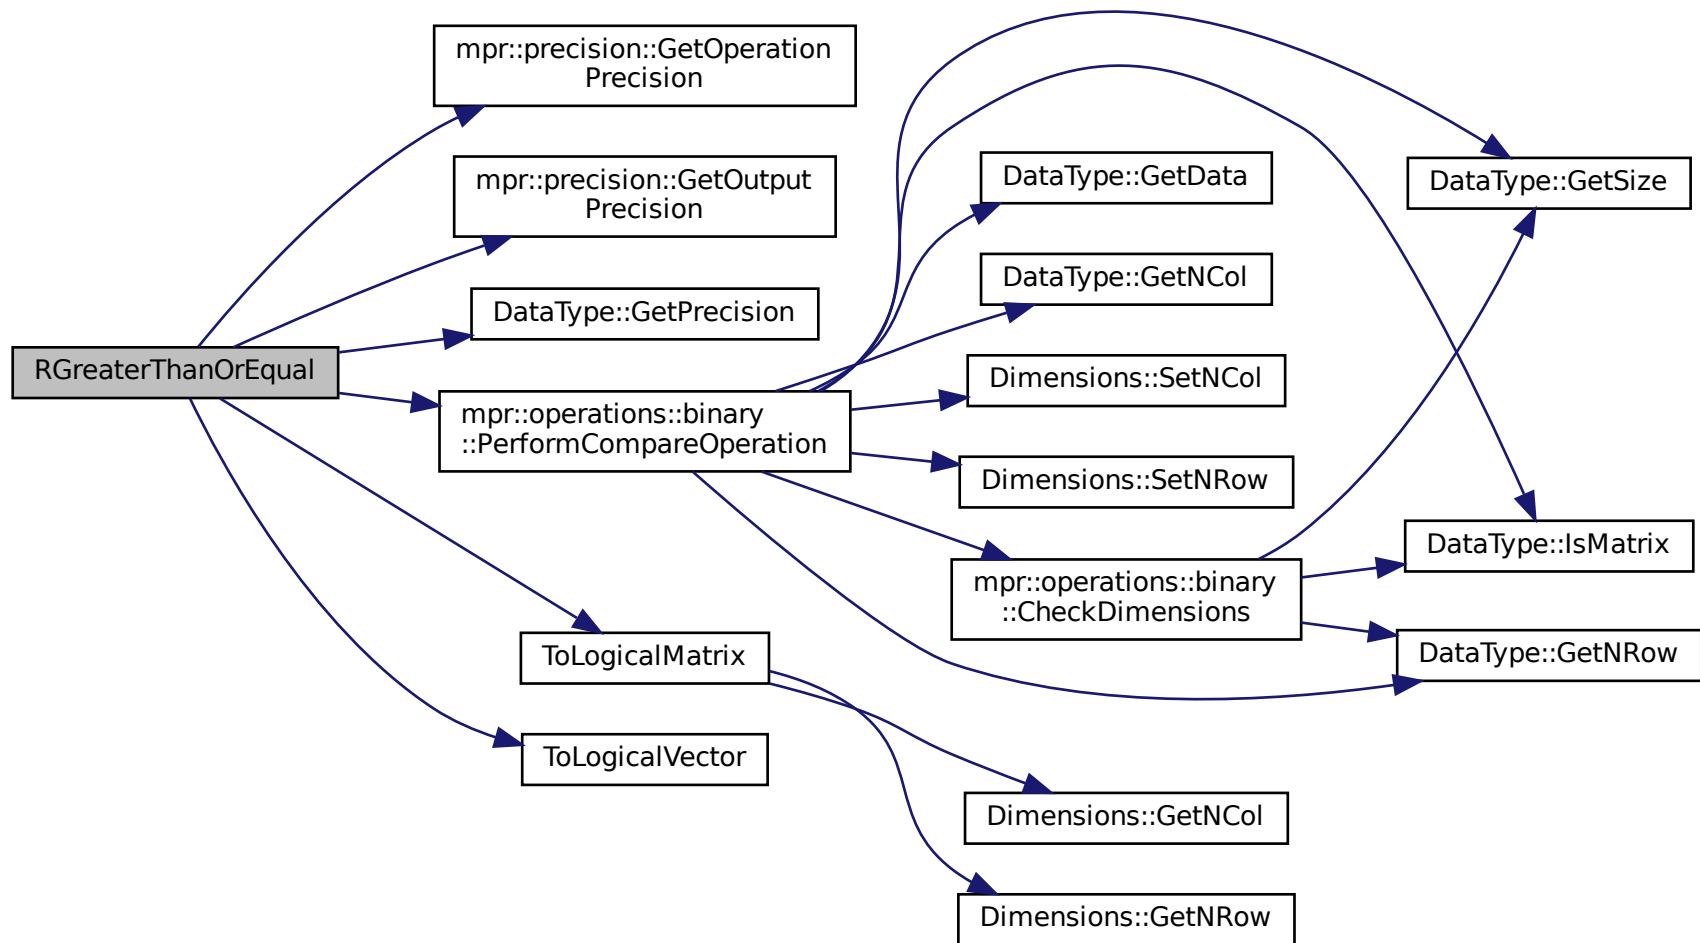 RGreaterThanOrEqual
mpr::precision::GetOperation
Precision
mpr::precision::GetOutput
Precision
DataType::GetPrecision
mpr::operations::binary
::PerformCompareOperation
ToLogicalMatrix
ToLogicalVector
DataType::GetData
DataType::GetNCol
Dimensions::SetNCol
Dimensions::SetNRow
mpr::operations::binary
::CheckDimensions
Dimensions::GetNCol
Dimensions::GetNRow
DataType::GetSize
DataType::IsMatrix
DataType::GetNRow